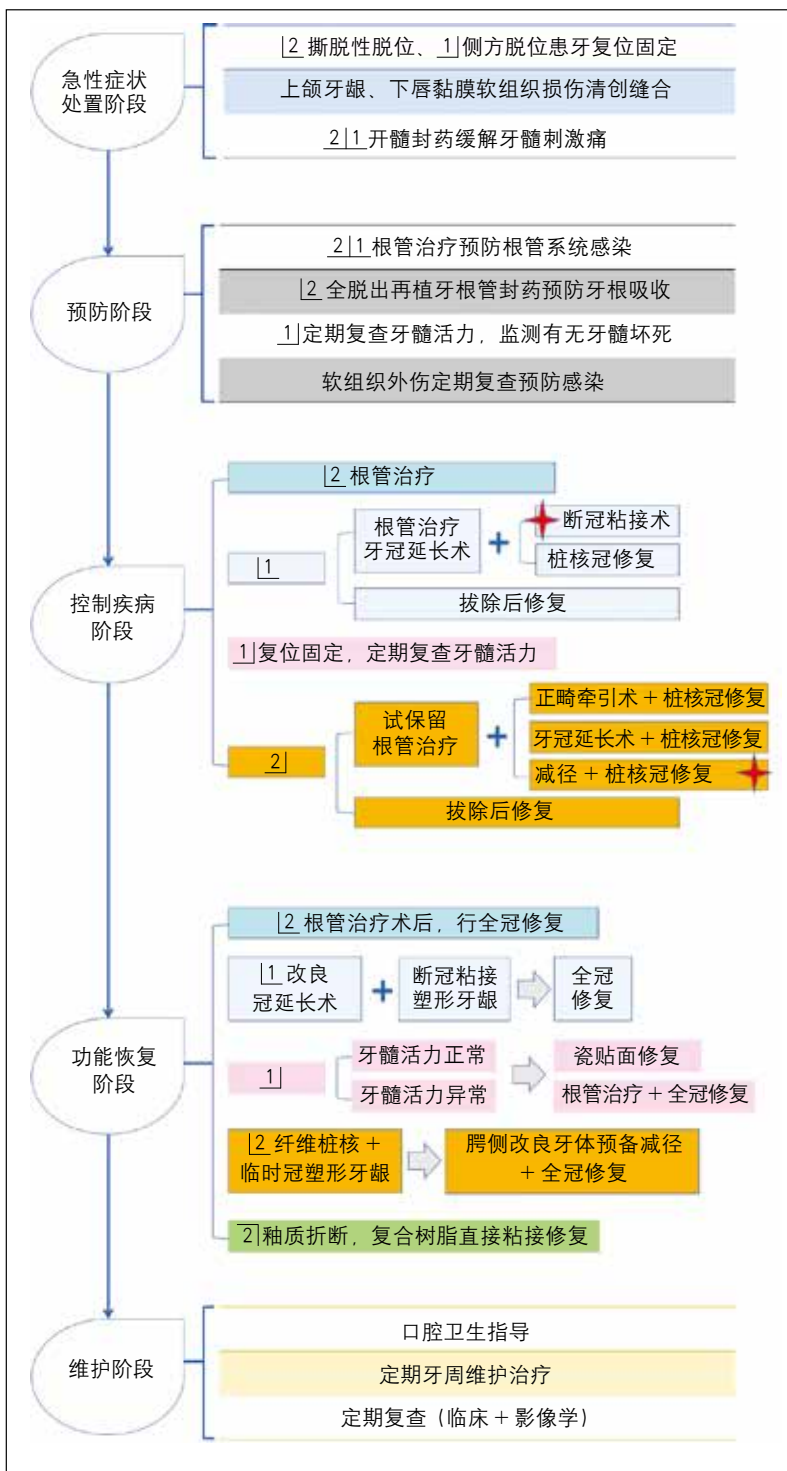 急性症状
处置阶段
|2 撕脱性脱位、1|侧方脱位患牙复位固定
上颌牙龈、下唇黏膜软组织损伤清创缝合
2|1 开髓封药缓解牙髓刺激痛
预防阶段
2|1 根管治疗预防根管系统感染
|2 全脱出再植牙根管封药预防牙根吸收
1|定期复查牙髓活力，监测有无牙髓坏死
软组织外伤定期复查预防感染
控制疾病
阶段
|2 根管治疗
|1
根管治疗
牙冠延长术
+
断冠粘接术
桩核冠修复
拔除后修复
1|复位固定，定期复查牙髓活力
2|
试保留
根管治疗
+
正畸牵引术 + 桩核冠修复
牙冠延长术 + 桩核冠修复
减径 + 桩核冠修复
拔除后修复
功能恢复
阶段
|2 根管治疗术后，行全冠修复
|1 改良
冠延长术
+
断冠粘接
塑形牙龈
全冠
修复
1|
牙髓活力正常
牙髓活力异常
瓷贴面修复
根管治疗 + 全冠修复
|2 纤维桩核 +
临时冠塑形牙龈
腭侧改良牙体预备减径
+ 全冠修复
2|釉质折断，复合树脂直接粘接修复
维护阶段
口腔卫生指导
定期牙周维护治疗
定期复查（临床 + 影像学）